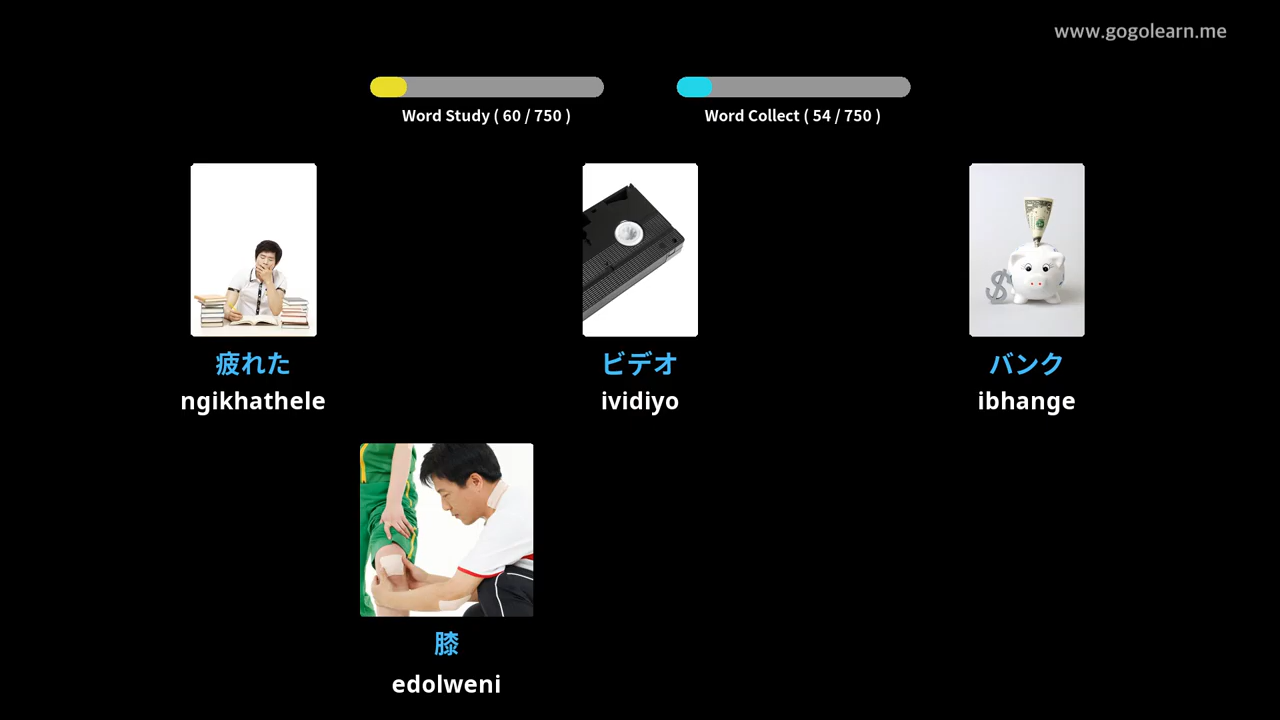 www.gogolearn.me
Word Study ( 60 / 750 )
Word Collect ( 54 / 750 )
疲れた
ngikhathele
ビデオ
ividiyo
バンク
ibhange
膝
edolweni